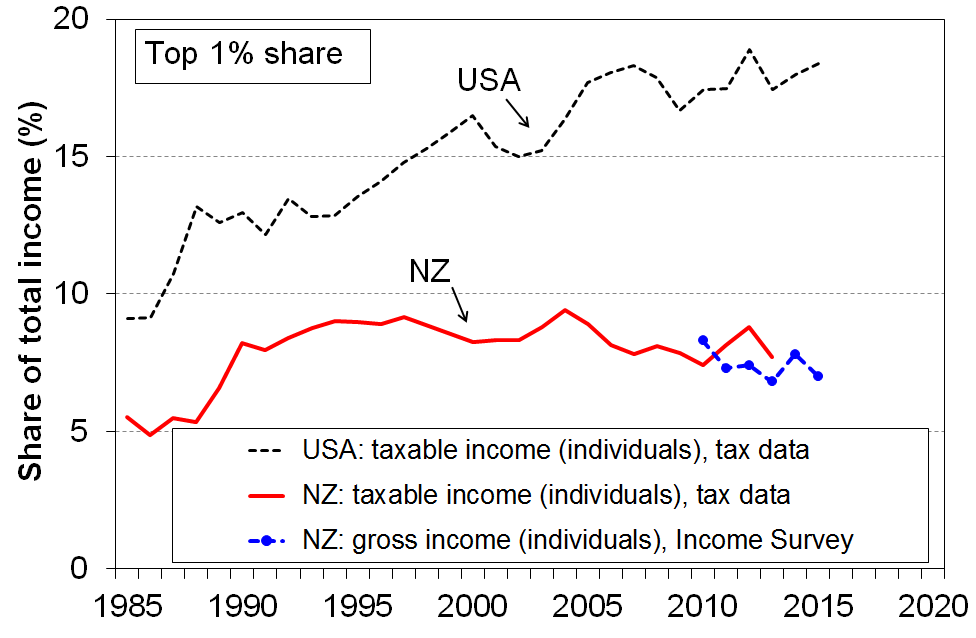 Top 1% share
Share of total income (%)
20
15
10
5
0
USA
NZ
USA: taxable income (individuals), tax data
NZ: taxable income (individuals), tax data
NZ: gross income (individuals), Income Survey
1985 1990 1995 2000 2005 2010 2015 2020